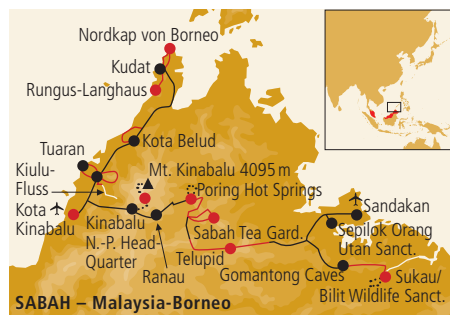 Nordkap von Borneo
Kudat
Rungus-Langhaus
Kota Belud
Tuaran
Kiulu-
Fluss
Mt. Kinabalu 4095 m
Poring Hot Springs
Kota
Kinabalu
Kinabalu
N.-P. Head-
Quarter
Ranau
Sabah Tea Gard.
Telupid
Sandakan
Sepilok Orang
Utan Sanct.
Gomantong Caves
Sukau/
Bilit Wildlife Sanct.
SABAH – Malaysia-Borneo